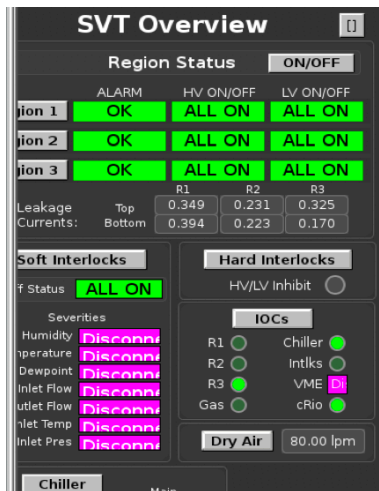 SVT Overview []
Region Status ON/OFF
ALARM HV ON/OFF LV ON/OFF
gion 1 OK ALL ON ALL ON
gion 2 OK ALL ON ALL ON
gion 3 OK ALL ON ALL ON
R1 R2 R3
Leakage Top 0.349 0.231 0.325
Currents: Bottom 0.394 0.223 0.170
Soft Interlocks Hard Interlocks
ff Status ALL ON HV/LV Inhibit
Severities IOCs
Humidity Disconne
mperature Disconne
Dewpoint Disconne
Inlet Flow Disconne
utlet Flow Disconne
nlet Temp Disconne
Inlet Pres Disconne
R1 Chiller
R2 Intlks
R3 VME Di
Gas cRio
Dry Air 80.00 lpm
Chiller